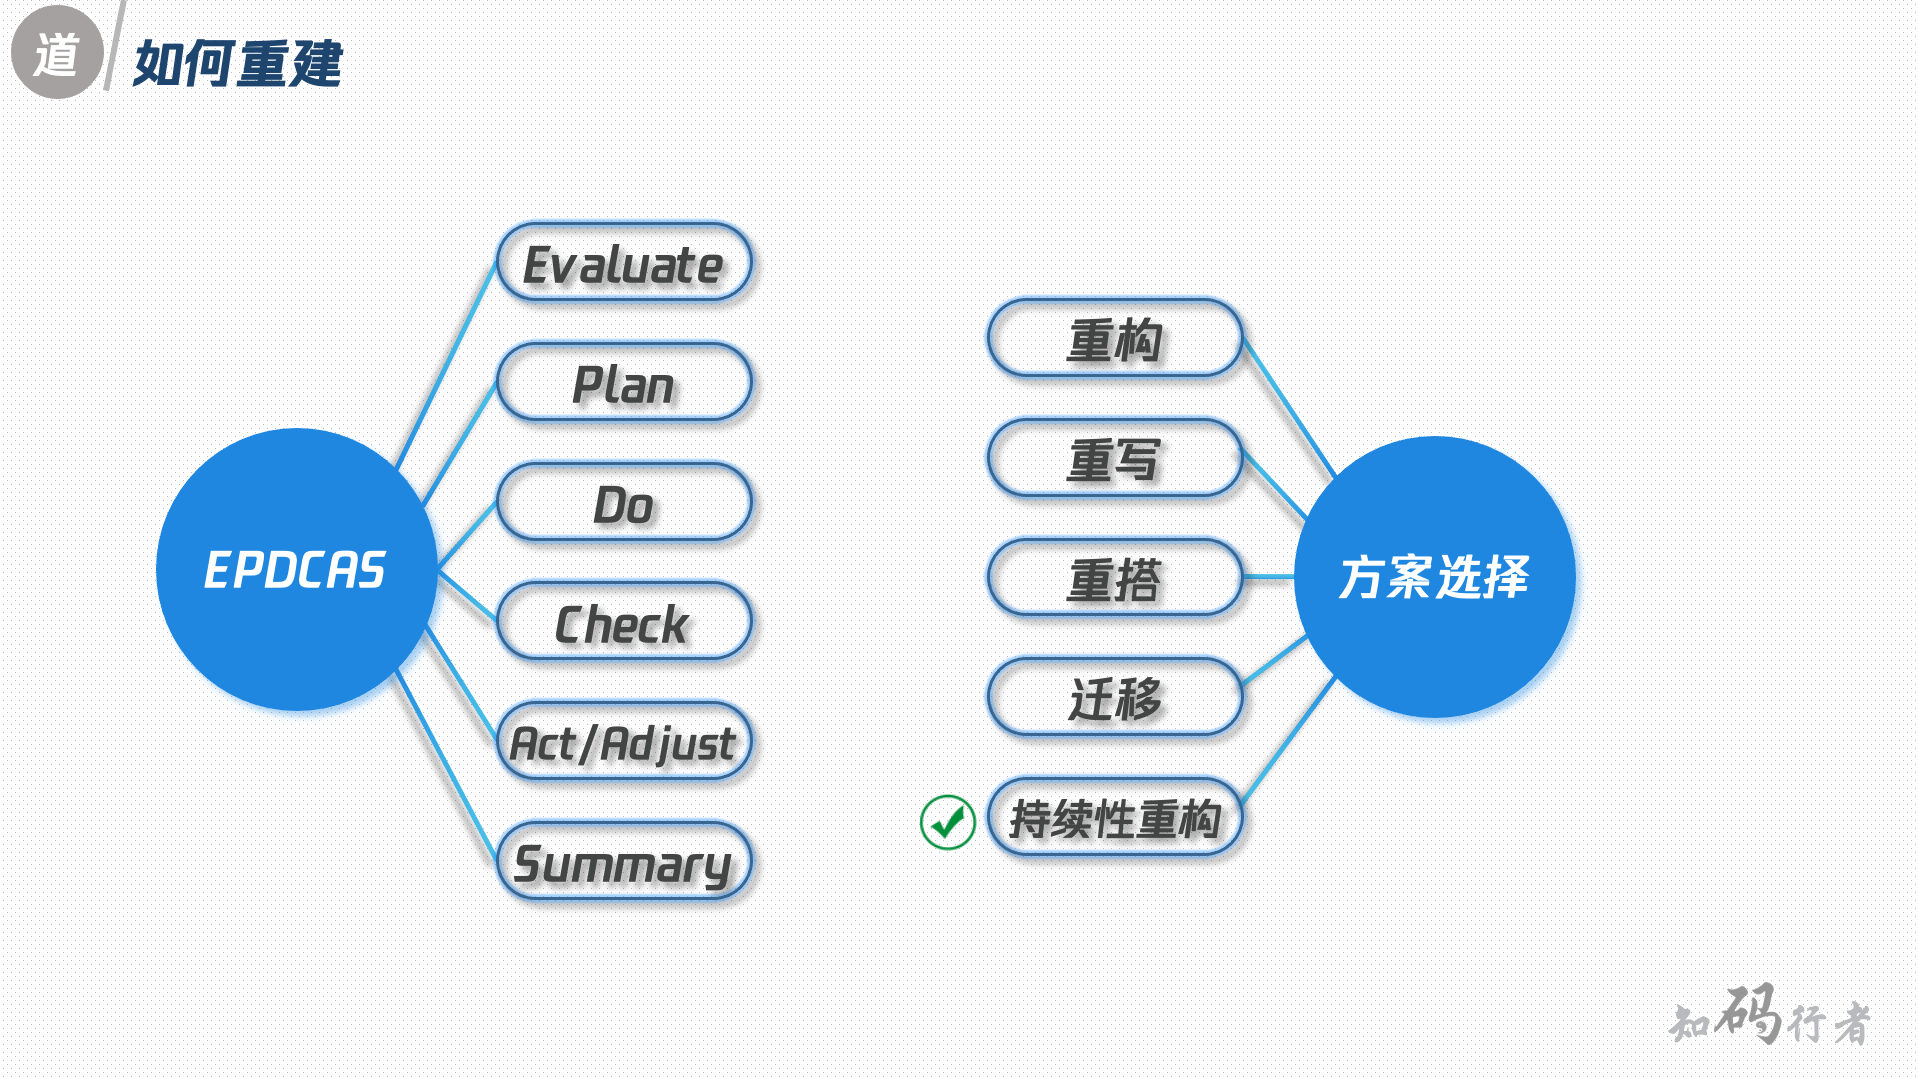 道
如何重建
EPDCAS
Evaluate
Plan
Do
Check
Act/Adjust
Summary
重构
重写
重搭
迁移
持续性重构
方案选择
知码行者